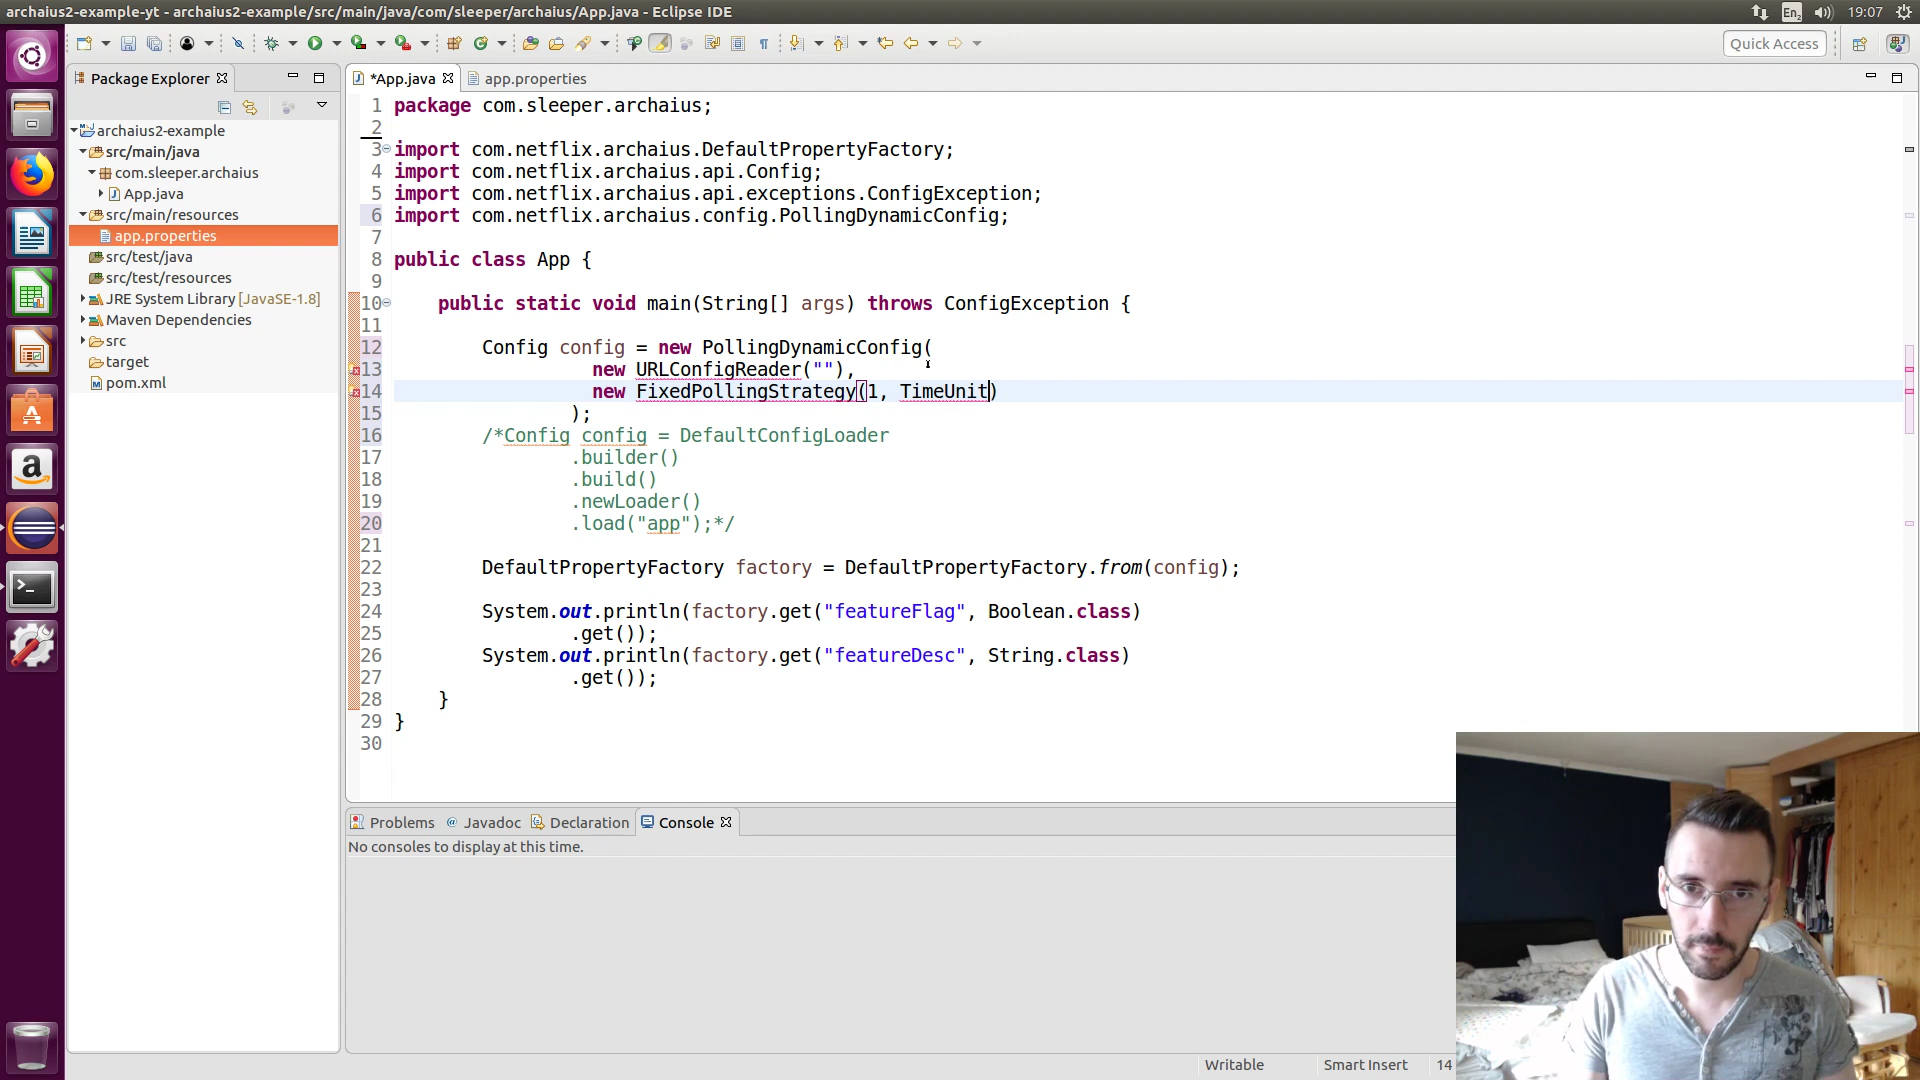 archaius2-example-yt - archaius2-example/src/main/java/com/sleeper/archaius/App.java - Eclipse IDE
En2
19:07
Quick Access
Package Explorer
*App.java
app.properties
archaius2-example
src/main/java
com.sleeper.archaius
App.java
src/main/resources
app.properties
src/test/java
src/test/resources
JRE System Library [JavaSE-1.8]
Maven Dependencies
src
target
pom.xml
1 package com.sleeper.archaius;
2
3 import com.netflix.archaius.DefaultPropertyFactory;
4 import com.netflix.archaius.api.Config;
5 import com.netflix.archaius.api.exceptions.ConfigException;
6 import com.netflix.archaius.config.PollingDynamicConfig;
7
8 public class App {
9
10 public static void main(String[] args) throws ConfigException {
11
12 Config config = new PollingDynamicConfig(
13 new URLConfigReader(""),
14 new FixedPollingStrategy(1, TimeUnit)
15 );
16 /*Config config = DefaultConfigLoader
17 .builder()
18 .build()
19 .newLoader()
20 .load("app");*/
21
22 DefaultPropertyFactory factory = DefaultPropertyFactory.from(config);
23
24 System.out.println(factory.get("featureFlag", Boolean.class)
25 .get());
26 System.out.println(factory.get("featureDesc", String.class)
27 .get());
28 }
29 }
30
Problems
Javadoc
Declaration
Console
No consoles to display at this time.
Writable
Smart Insert
14